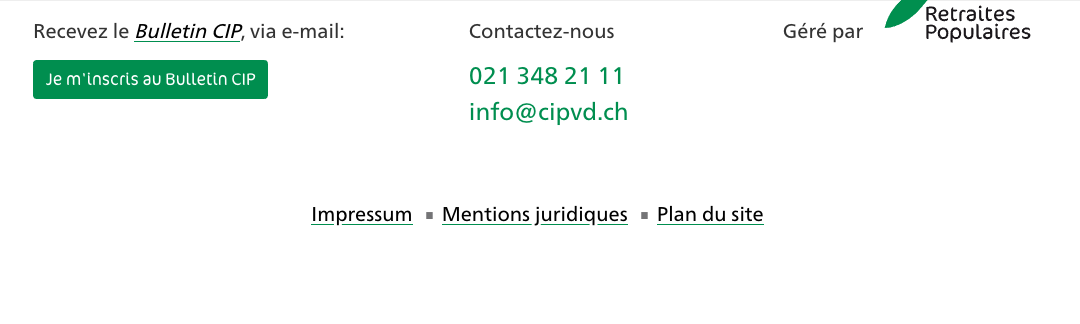 Recevez le Bulletin CIP, via e-mail:
Je m'inscris au Bulletin CIP
Contactez-nous
021 348 21 11
info@cipvd.ch
Géré par
Retraites
Populaires
Impressum ▪ Mentions juridiques ▪ Plan du site